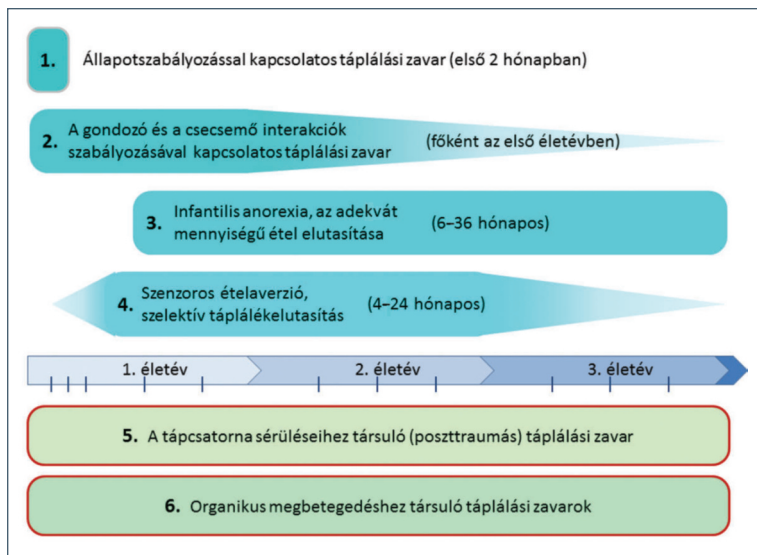 1. Állapotszabályozással kapcsolatos táplálási zavar (első 2 hónapban)
2. A gondozó és a csecsemő interakciók
szabályozásával kapcsolatos táplálási zavar (főként az első életévben)
3. Infantilis anorexia, az adekvát
mennyiségű étel elutasítása (6–36 hónapos)
4. Szenzoros ételaverzió,
szelektív táplálékelutasítás (4–24 hónapos)
1. életév 2. életév 3. életév
5. A tápcsatorna sérüléseihez társuló (poszttraumás) táplálási zavar
6. Organikus megbetegedéshez társuló táplálási zavarok